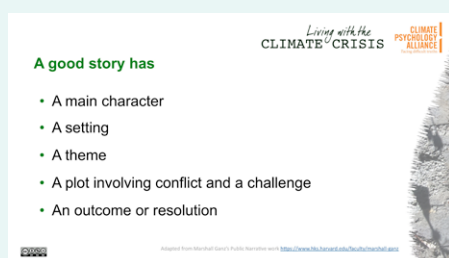 Living with the
CLIMATE CRISIS
CLIMATE
PSYCHOLOGY
ALLIANCE
A good story has
• A main character
• A setting
• A theme
• A plot involving conflict and a challenge
• An outcome or resolution
Adapted from Marshall Ganz's Public Narrative work https://www.hks.harvard.edu/faculty/marshall-ganz